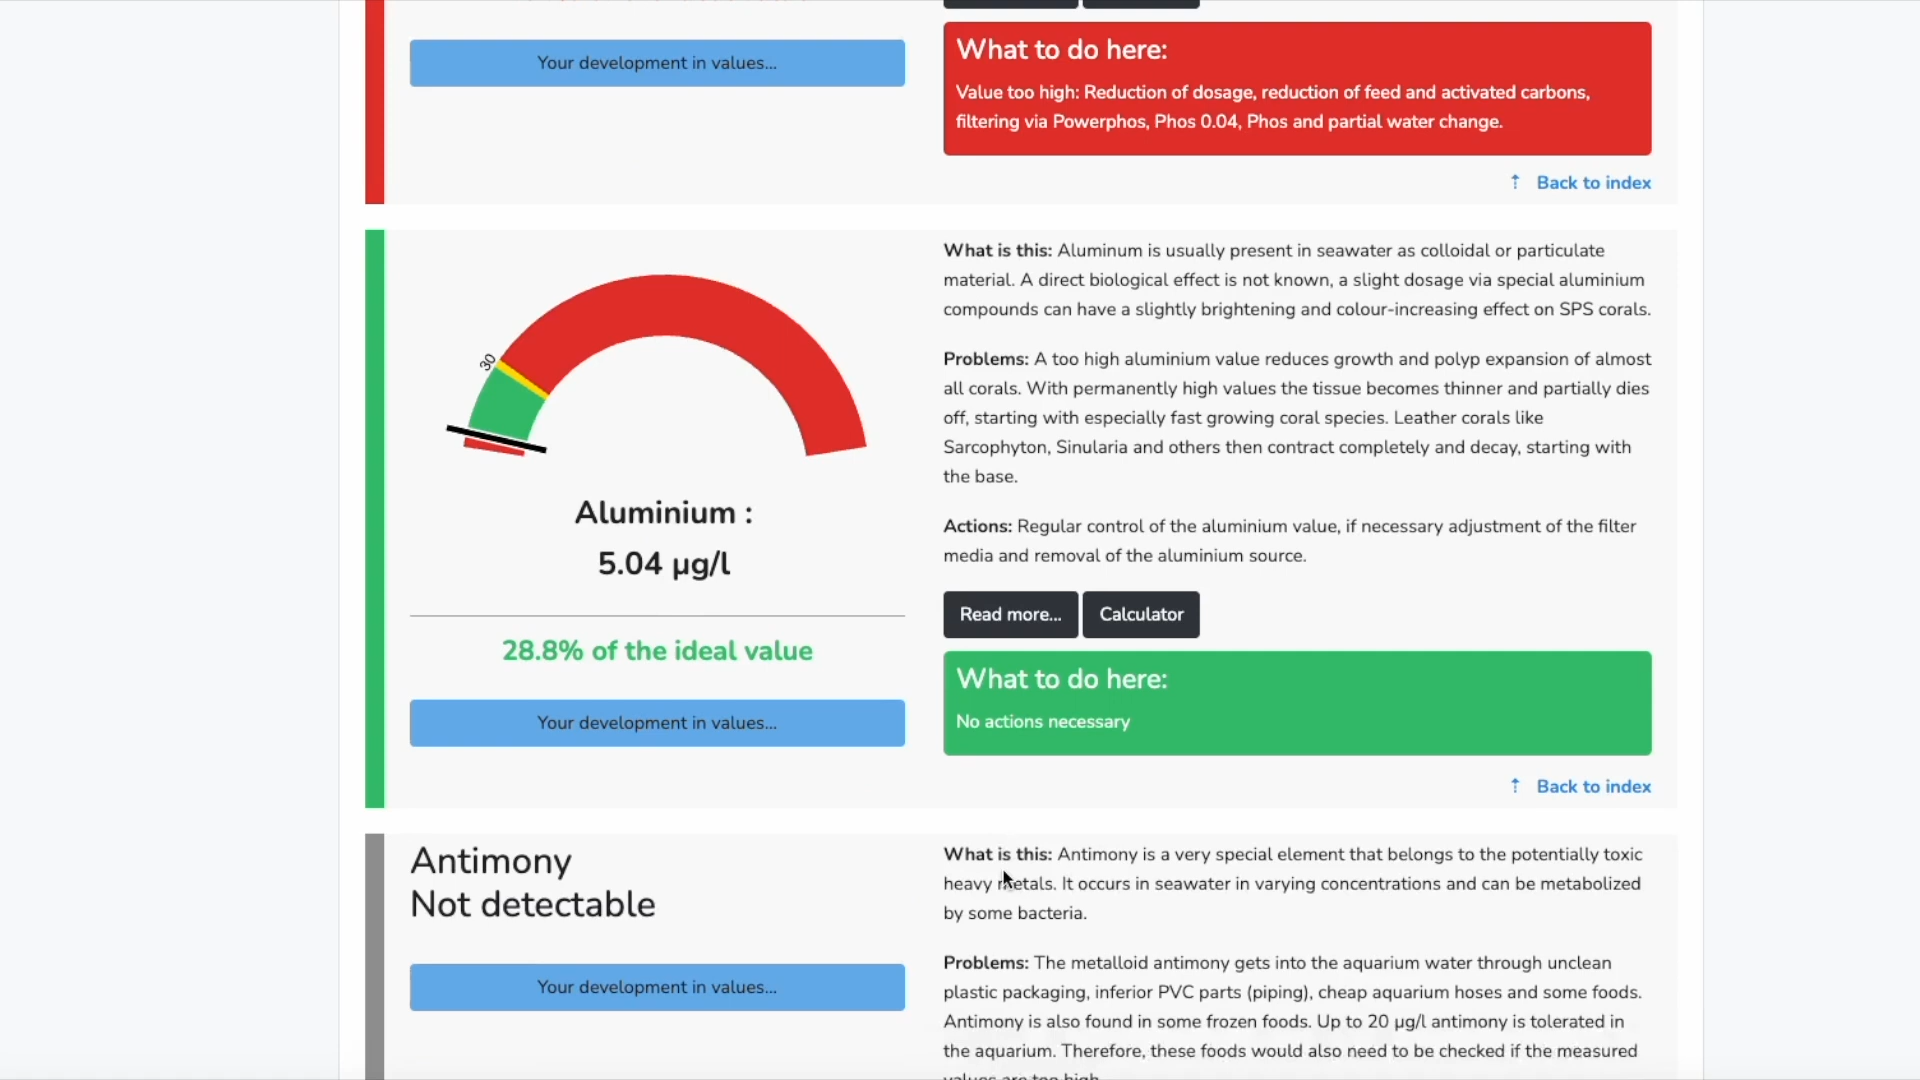 Your development in values...
What to do here:
Value too high: Reduction of dosage, reduction of feed and activated carbons,
filtering via Powerphos, Phos 0.04, Phos and partial water change.
⇡ Back to index
30
Aluminium :
5.04 µg/l
28.8% of the ideal value
Your development in values...
What is this: Aluminum is usually present in seawater as colloidal or particulate
material. A direct biological effect is not known, a slight dosage via special aluminium
compounds can have a slightly brightening and colour-increasing effect on SPS corals.
Problems: A too high aluminium value reduces growth and polyp expansion of almost
all corals. With permanently high values the tissue becomes thinner and partially dies
off, starting with especially fast growing coral species. Leather corals like
Sarcophyton, Sinularia and others then contract completely and decay, starting with
the base.
Actions: Regular control of the aluminium value, if necessary adjustment of the filter
media and removal of the aluminium source.
Read more...
Calculator
What to do here:
No actions necessary
⇡ Back to index
Antimony
Not detectable
Your development in values...
What is this: Antimony is a very special element that belongs to the potentially toxic
heavy metals. It occurs in seawater in varying concentrations and can be metabolized
by some bacteria.
Problems: The metalloid antimony gets into the aquarium water through unclean
plastic packaging, inferior PVC parts (piping), cheap aquarium hoses and some foods.
Antimony is also found in some frozen foods. Up to 20 µg/l antimony is tolerated in
the aquarium. Therefore, these foods would also need to be checked if the measured
values are too high.